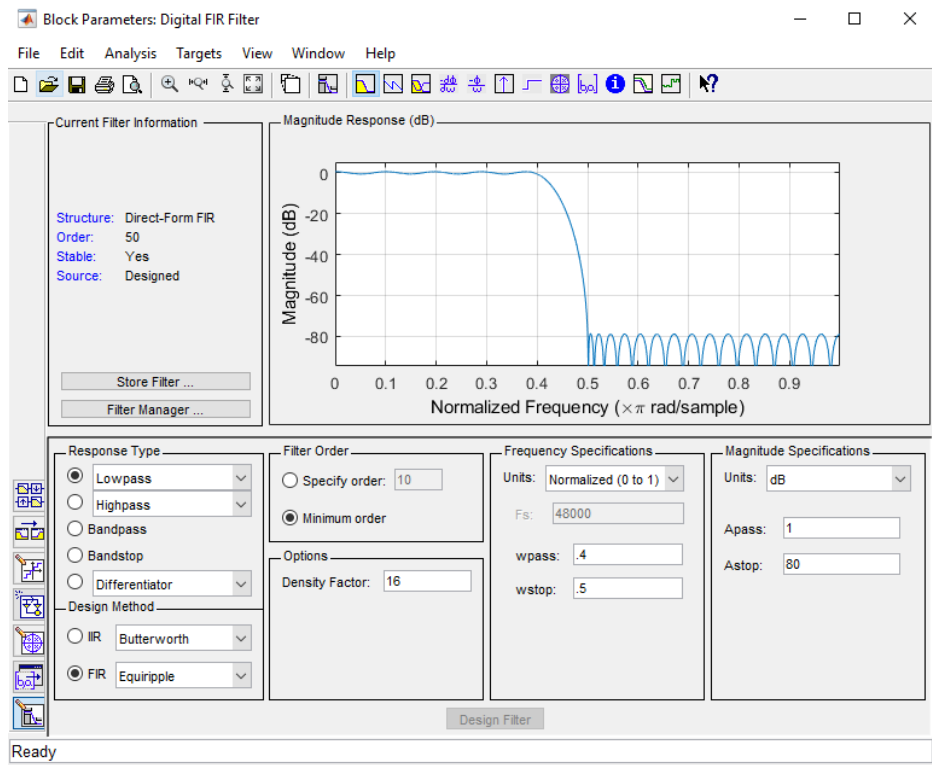 Block Parameters: Digital FIR Filter
File Edit Analysis Targets View Window Help
Current Filter Information
Structure: Direct-Form FIR
Order: 50
Stable: Yes
Source: Designed
Store Filter ...
Filter Manager ...
Magnitude Response (dB)
Magnitude (dB)
0
-20
-40
-60
-80
0 0.1 0.2 0.3 0.4 0.5 0.6 0.7 0.8 0.9
Normalized Frequency (×π rad/sample)
Response Type
Lowpass
Highpass
Bandpass
Bandstop
Differentiator
Design Method
IIR Butterworth
FIR Equiripple
Filter Order
Specify order: 10
Minimum order
Options
Density Factor: 16
Frequency Specifications
Units: Normalized (0 to 1)
Fs: 48000
wpass: .4
wstop: .5
Magnitude Specifications
Units: dB
Apass: 1
Astop: 80
Design Filter
Ready